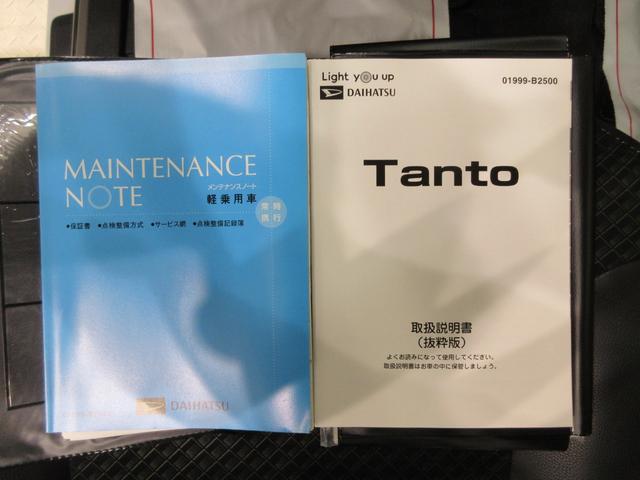 MAINTENANCE
NOTE
メンテナンスノート
軽乗用車
常時
携行
●保証書 ●点検整備方式 ●サービス網 ●点検整備記録簿
DAIHATSU
Light you up
DAIHATSU
01999-B2500
Tanto
取扱説明書
(抜粋版)
よくお読みになって使用してください。
取扱説明書はお車の中に保管しましょう。